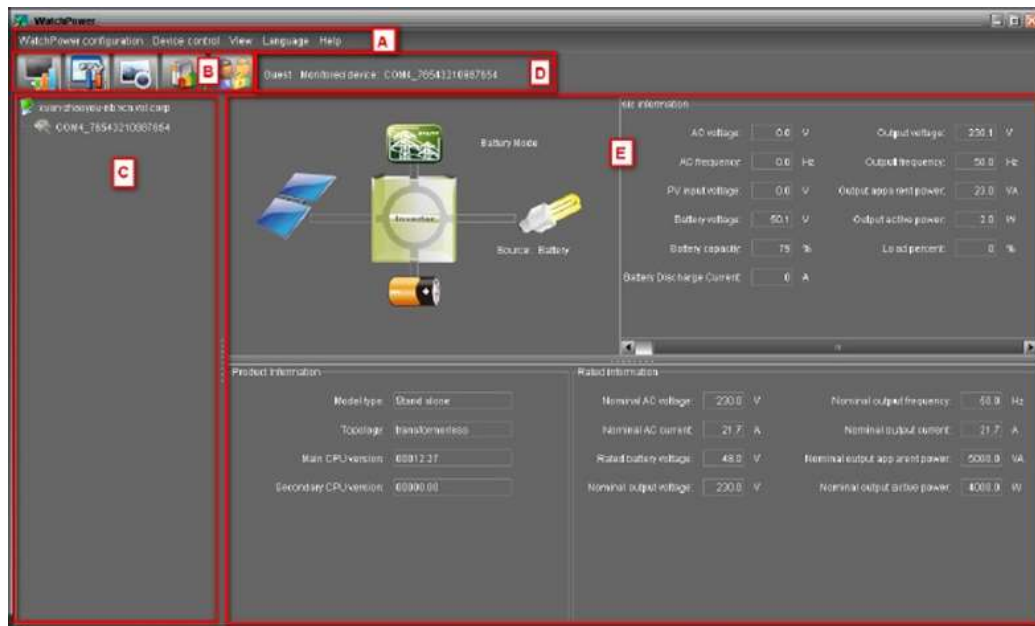 WatchPower
WatchPower configuration Device control View Language Help
A
B
Guest Monitored device: COM4_76543210987654
D
COM4_76543210987654
C
Battery Mode
Inverter
Source: Battery
E
sic information
AC voltage: 0.0 V Output voltage: 230.1 V
AC frequency: 0.0 Hz Output frequency: 50.0 Hz
PV input voltage: 0.0 V Output apparent power: 23.0 VA
Battery voltage: 50.1 V Output active power: W
Battery capacity: 75 % Load percent: 0 %
Battery Discharge Current: 0 A
Product information
Model type: Stand alone
Topology: transformerless
Main CPU version: 00012.27
Secondary CPU version: 00000.00
Rated information
Nominal AC voltage: 230.0 V Nominal output frequency: 50.0 Hz
Nominal AC current: 21.7 A Nominal output current: 21.7 A
Rated battery voltage: 48.0 V Nominal output apparent power: 5000.0 VA
Nominal output voltage: 230.0 V Nominal output active power: 4000.0 W